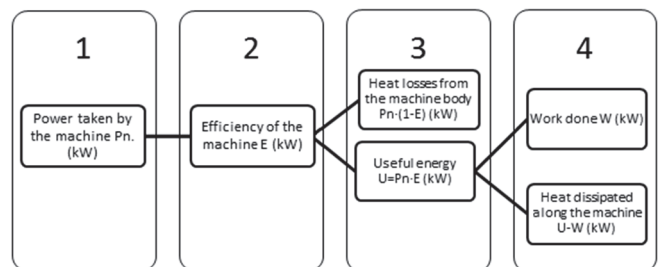 1
2
3
4
Power taken by
the machine Pn.
(kW)
Efficiency of the
machine E (kW)
Heat losses from
the machine body
Pn·(1-E) (kW)
Useful energy
U=Pn·E (kW)
Work done W (kW)
Heat dissipated
along the machine
U-W (kW)